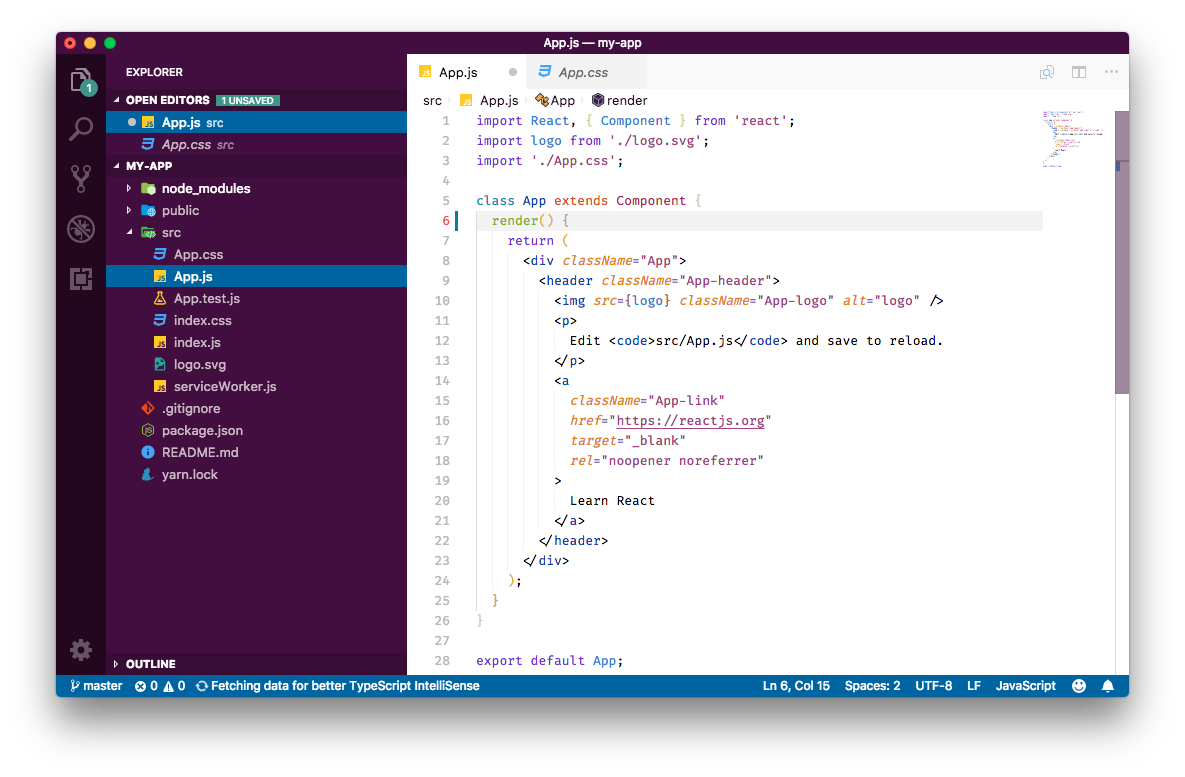 App.js — my-app
1
EXPLORER
OPEN EDITORS 1 UNSAVED
App.js src
App.css src
MY-APP
node_modules
public
src
App.css
App.js
App.test.js
index.css
index.js
logo.svg
serviceWorker.js
.gitignore
package.json
README.md
yarn.lock
OUTLINE
App.js
App.css
src App.js App render
1 import React, { Component } from 'react';
2 import logo from './logo.svg';
3 import './App.css';
4
5 class App extends Component {
6 render() {
7 return (
8 <div className="App">
9 <header className="App-header">
10 <img src={logo} className="App-logo" alt="logo" />
11 <p>
12 Edit <code>src/App.js</code> and save to reload.
13 </p>
14 <a
15 className="App-link"
16 href="https://reactjs.org"
17 target="_blank"
18 rel="noopener noreferrer"
19 >
20 Learn React
21 </a>
22 </header>
23 </div>
24 );
25 }
26 }
27
28 export default App;
master 0 0 Fetching data for better TypeScript IntelliSense Ln 6, Col 15 Spaces: 2 UTF-8 LF JavaScript